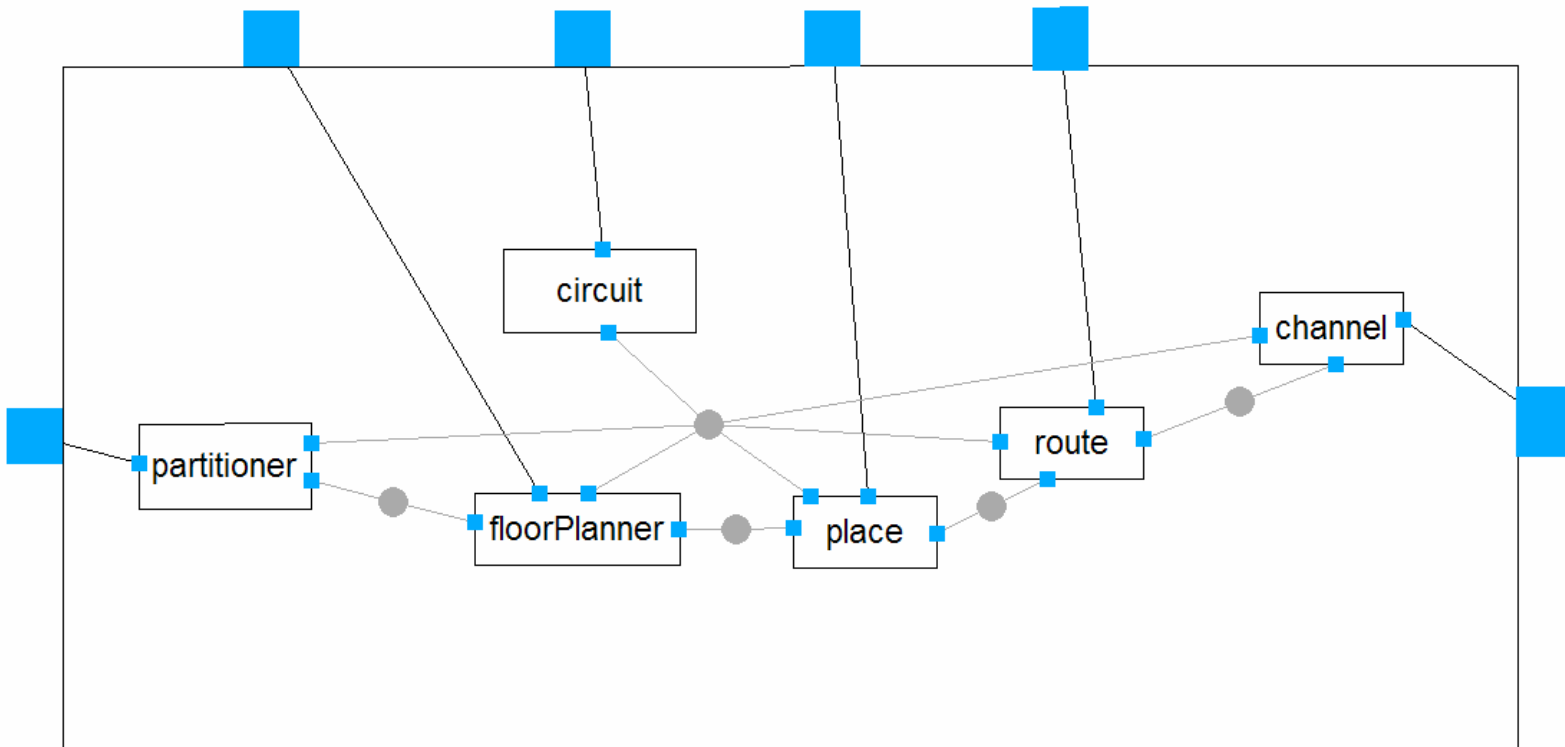 circuit
channel
partitioner
route
floorPlanner
place